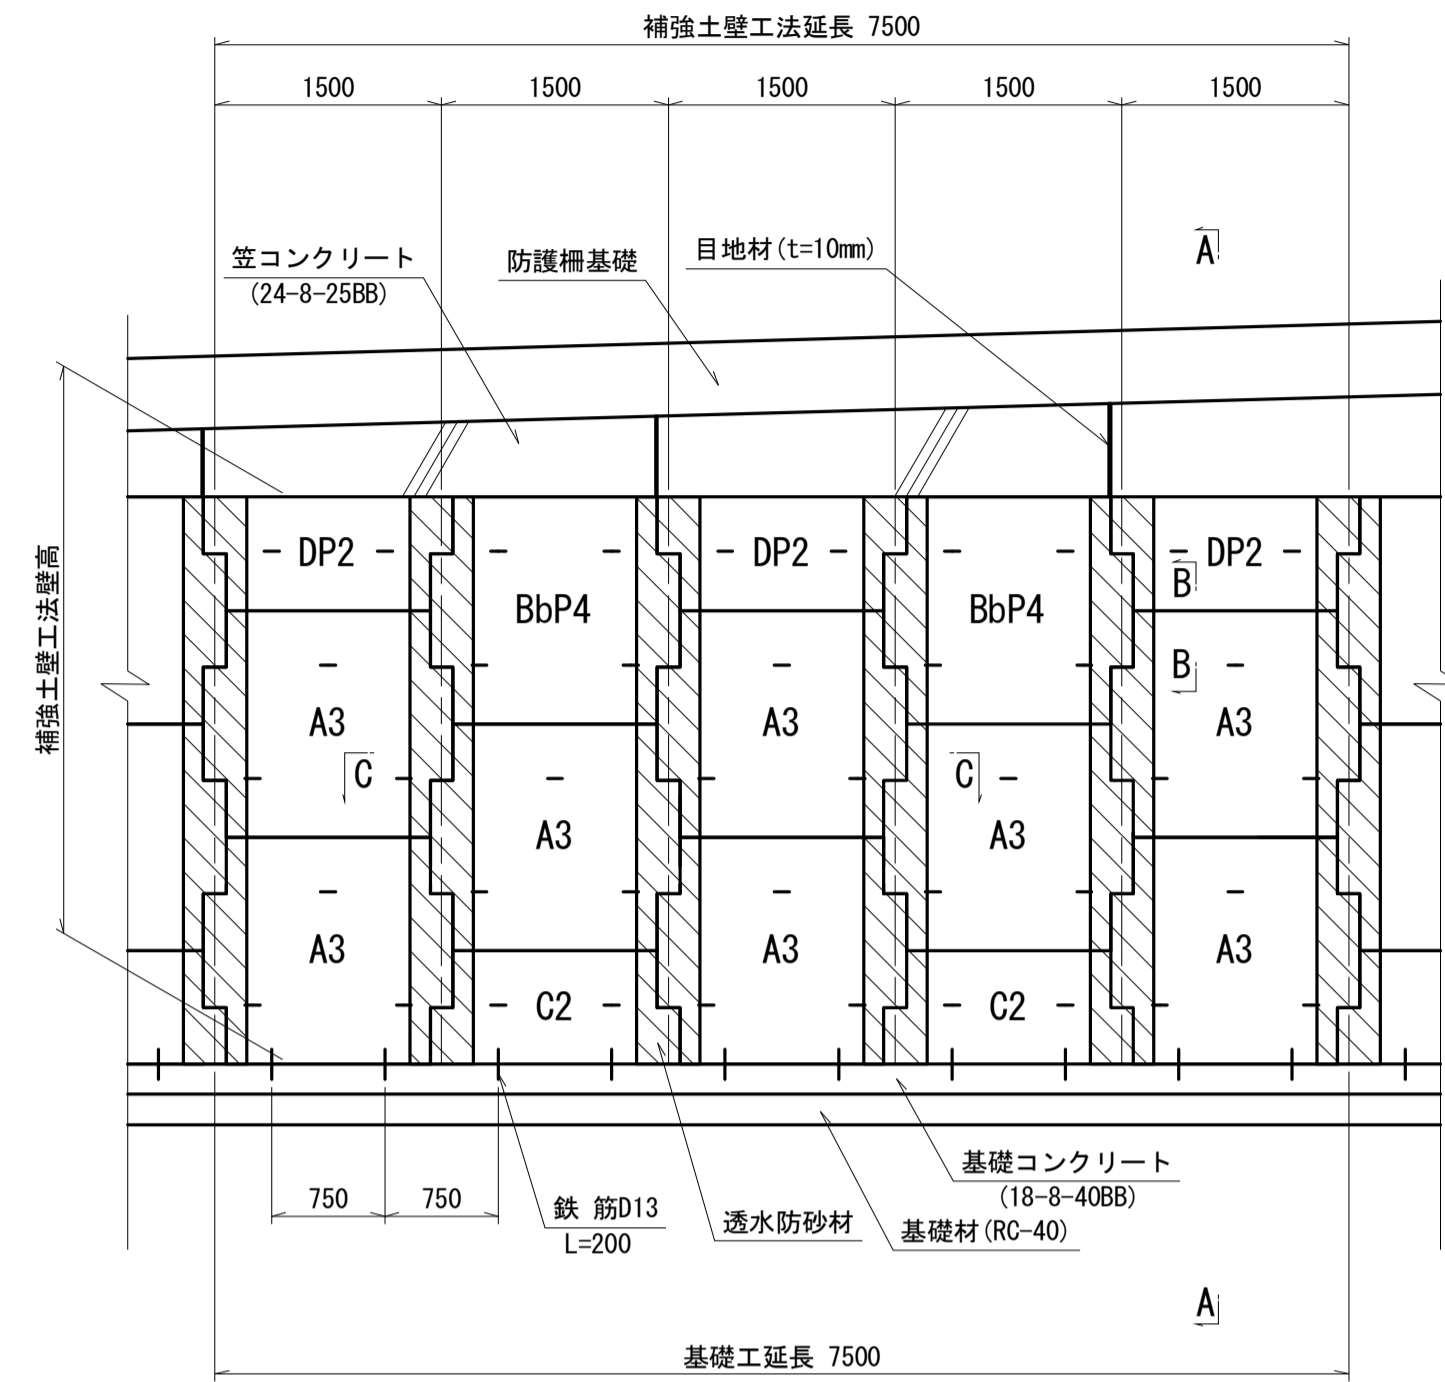 補強土壁工法延長 7500
1500 1500 1500 1500 1500
A
笠コンクリート
(24-8-25BB)
防護柵基礎
目地材(t=10mm)
補強土壁工法壁高
DP2 DP2 DP2
BbP4 BbP4
B
B
A3 A3 A3
C C
A3 A3
A3 A3 A3
C2 C2
750 750
鉄 筋D13
L=200
透水防砂材
基礎コンクリート
(18-8-40BB)
基礎材(RC-40)
A
基礎工延長 7500